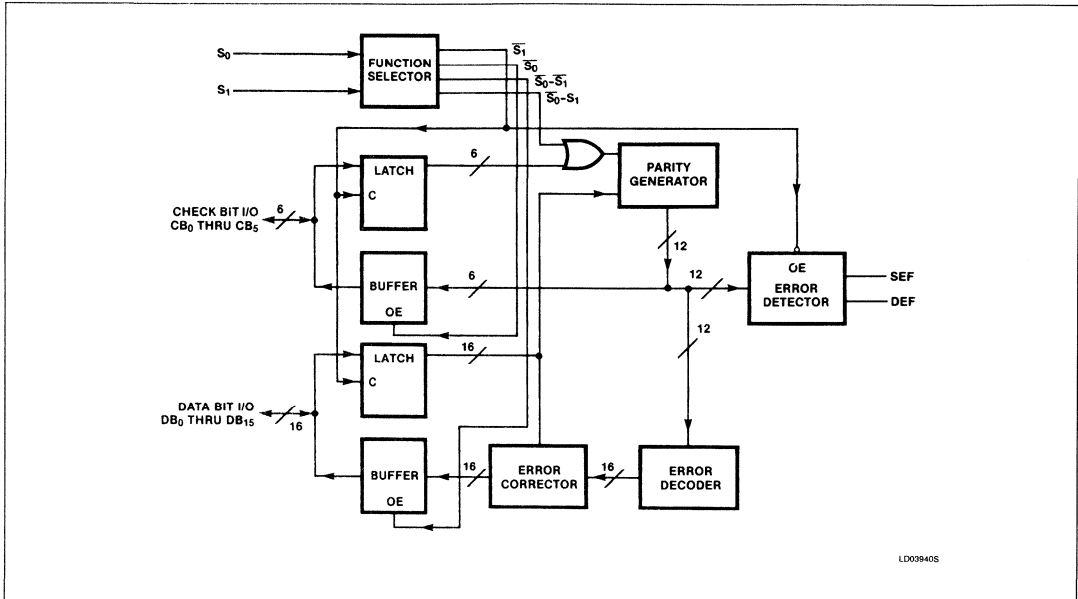 S0
S1
FUNCTION
SELECTOR
S̅1̅
S̅0̅
S̅0̅-S̅1̅
S̅0̅-S1
LATCH
C
6
PARITY
GENERATOR
CHECK BIT I/O
CB0 THRU CB5
6
12
BUFFER
OE
6
12
OE
ERROR
DETECTOR
SEF
DEF
12
LATCH
C
16
DATA BIT I/O
DB0 THRU DB15
16
BUFFER
OE
16
ERROR
CORRECTOR
16
ERROR
DECODER
LD03940S